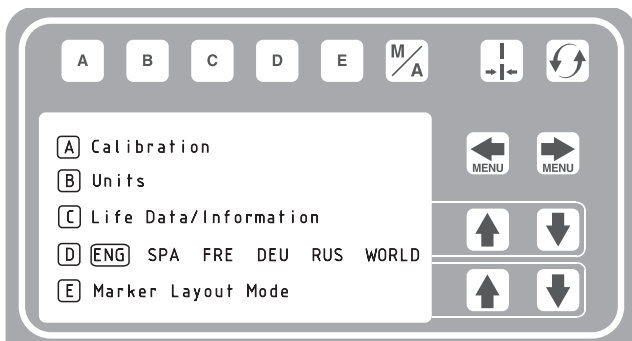 A B C D E M/A
MENU MENU
A Calibration
B Units
C Life Data/Information
D ENG SPA FRE DEU RUS WORLD
E Marker Layout Mode